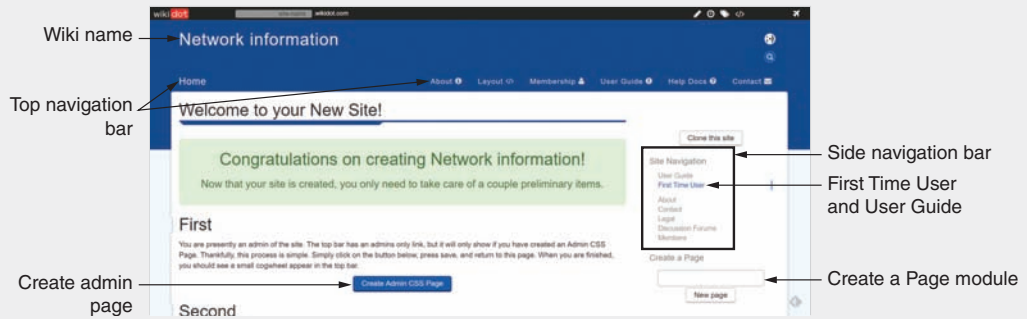 wikidot
site-name wikidot.com
Wiki name
Network information
Home
About
Layout
Membership
User Guide
Help Docs
Contact
Top navigation
bar
Welcome to your New Site!
Clone this site
Congratulations on creating Network information!
Now that your site is created, you only need to take care of a couple preliminary items.
Site Navigation
User Guide
First Time User
About
Contact
Legal
Discussion Forums
Members
Side navigation bar
First Time User
and User Guide
First
You are presently an admin of the site. The top bar has an admins only link, but it will only show if you have created an Admin CSS
Page. Thankfully, this process is simple. Simply click on the button below, press save, and return to this page. When you are finished,
you should see a small cogwheel appear in the top bar.
Create a Page
Create admin
page
Create Admin CSS Page
Create a Page module
New page
Second